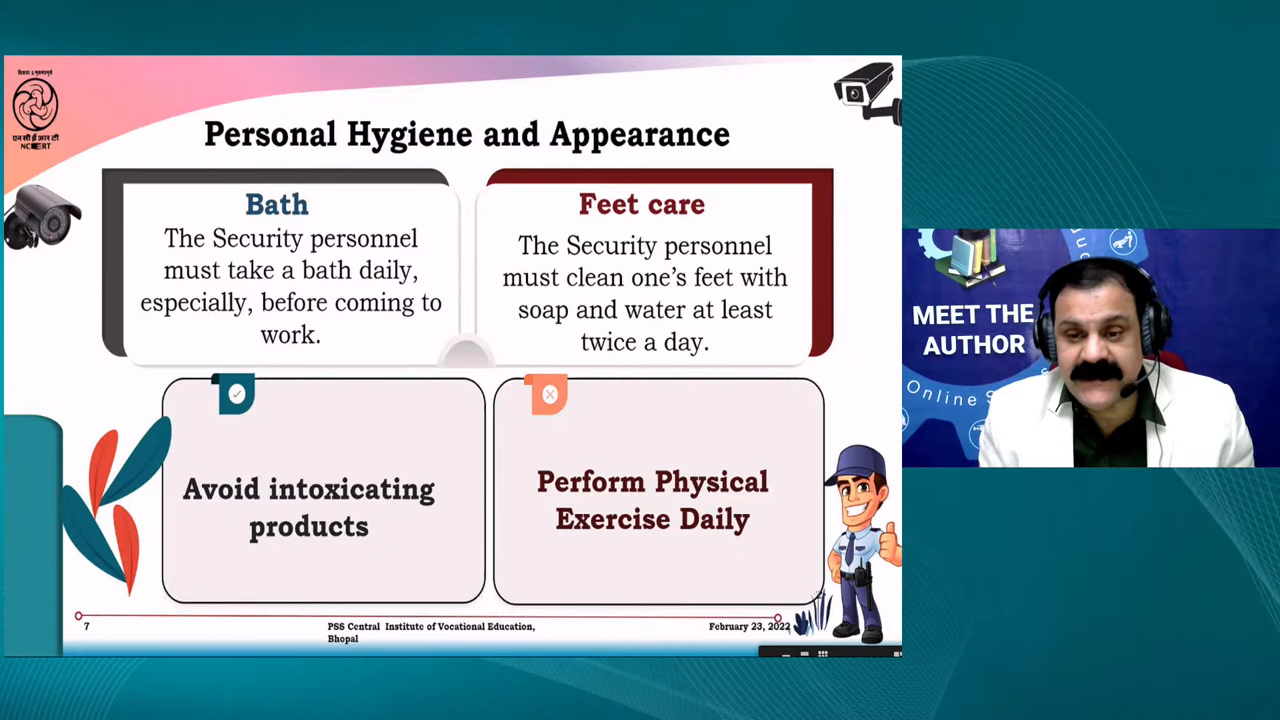 एन सी ई आर टी
NCERT
Personal Hygiene and Appearance
Bath
The Security personnel
must take a bath daily,
especially, before coming to
work.
Feet care
The Security personnel
must clean one's feet with
soap and water at least
twice a day.
Avoid intoxicating
products
Perform Physical
Exercise Daily
7
PSS Central Institute of Vocational Education,
Bhopal
February 23, 2022
MEET THE
AUTHOR
Online